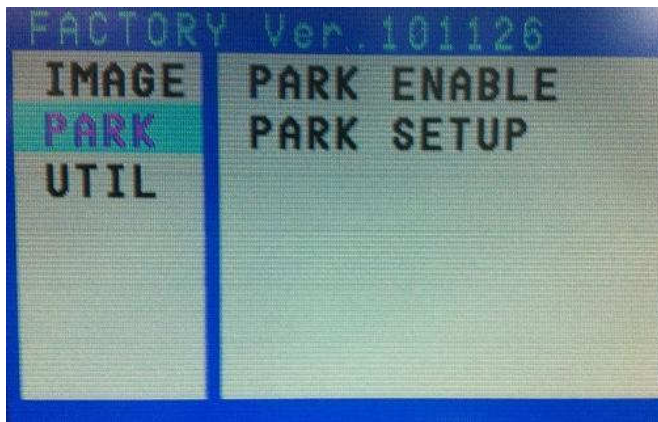 FACTORY Ver.101126
IMAGE
PARK
UTIL
PARK ENABLE
PARK SETUP